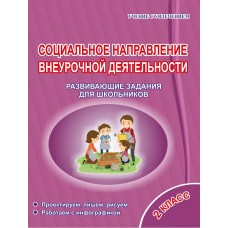 СОЦИАЛЬНОЕ НАПРАВЛЕНИЕ
ВНЕУРОЧНОЙ ДЕЯТЕЛЬНОСТИ
РАЗВИВАЮЩИЕ ЗАДАНИЯ
ДЛЯ ШКОЛЬНИКОВ
Проектируем, пишем, рисуем
Работаем с инфографикой
2 КЛАСС